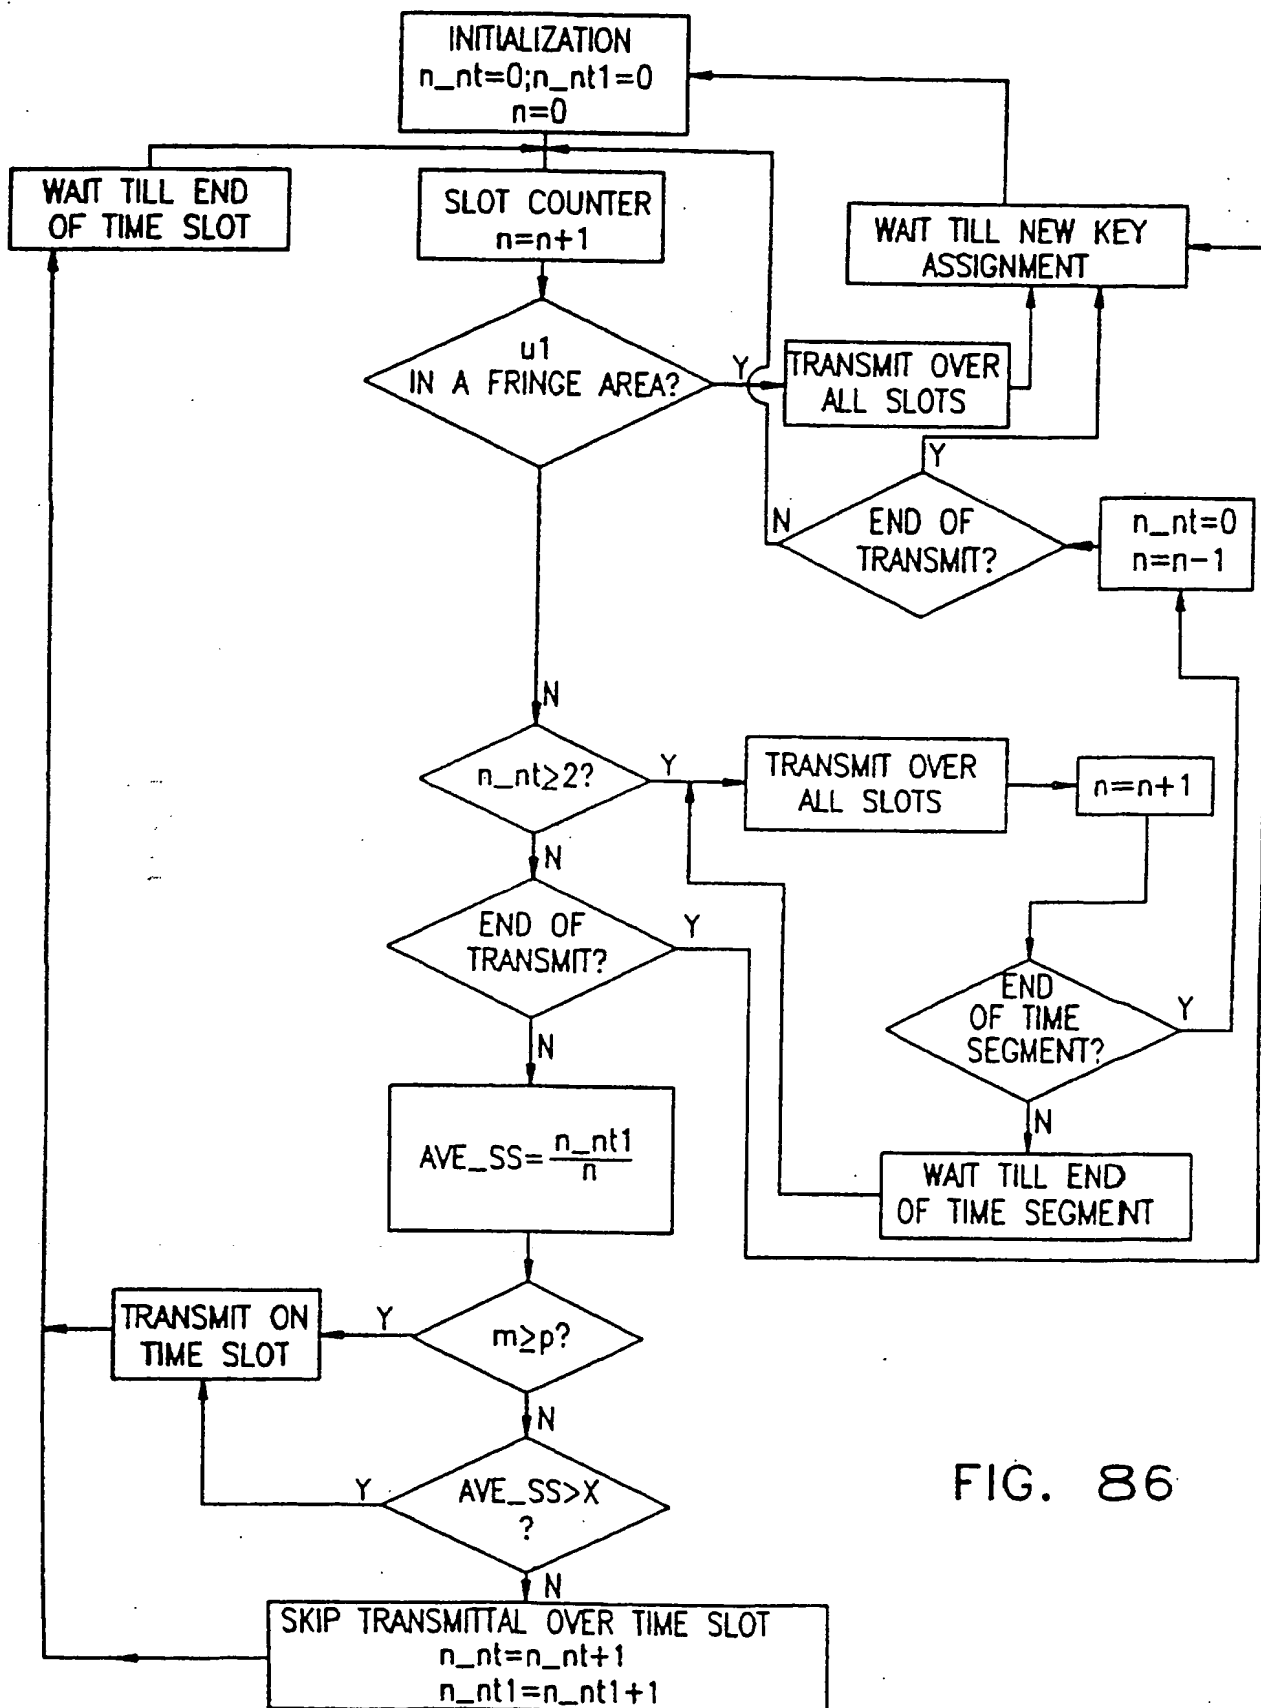 INITIALIZATION
n_nt=0;n_nt1=0
n=0
WAIT TILL END
OF TIME SLOT
SLOT COUNTER
n=n+1
WAIT TILL NEW KEY
ASSIGNMENT
u1
IN A FRINGE AREA?
Y
TRANSMIT OVER
ALL SLOTS
Y
N
END OF
TRANSMIT?
n_nt=0
n=n-1
N
n_nt≥2?
Y
TRANSMIT OVER
ALL SLOTS
n=n+1
N
END OF
TRANSMIT?
Y
END
OF TIME
SEGMENT?
Y
N
N
AVE_SS=n_nt1
n
WAIT TILL END
OF TIME SEGMENT
TRANSMIT ON
TIME SLOT
Y
m≥p?
N
Y
AVE_SS>X
?
N
FIG. 86
SKIP TRANSMITTAL OVER TIME SLOT
n_nt=n_nt+1
n_nt1=n_nt1+1